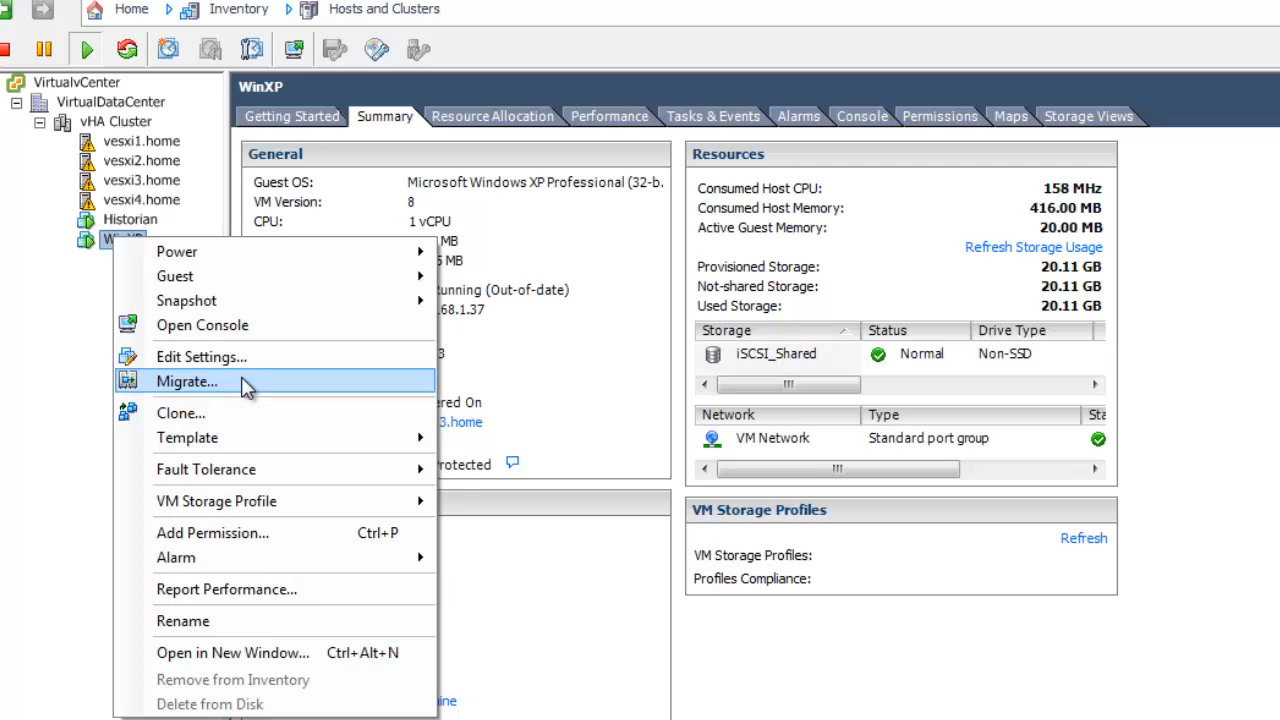 Home Inventory Hosts and Clusters
VirtualvCenter
VirtualDataCenter
vHA Cluster
vesxi1.home
vesxi2.home
vesxi3.home
vesxi4.home
Historian
WinXP
WinXP
Getting Started Summary Resource Allocation Performance Tasks & Events Alarms Console Permissions Maps Storage Views
General
Guest OS: Microsoft Windows XP Professional (32-b.
VM Version: 8
CPU: 1 vCPU
MB
MB
unning (Out-of-date)
68.1.37
3
ered On
3.home
rotected
ine
Power
Guest
Snapshot
Open Console
Edit Settings...
Migrate...
Clone...
Template
Fault Tolerance
VM Storage Profile
Add Permission... Ctrl+P
Alarm
Report Performance...
Rename
Open in New Window... Ctrl+Alt+N
Remove from Inventory
Delete from Disk
Resources
Consumed Host CPU: 158 MHz
Consumed Host Memory: 416.00 MB
Active Guest Memory: 20.00 MB
Refresh Storage Usage
Provisioned Storage: 20.11 GB
Not-shared Storage: 20.11 GB
Used Storage: 20.11 GB
Storage Status Drive Type
iSCSI_Shared Normal Non-SSD
Network Type Sta
VM Network Standard port group
VM Storage Profiles
Refresh
VM Storage Profiles:
Profiles Compliance: